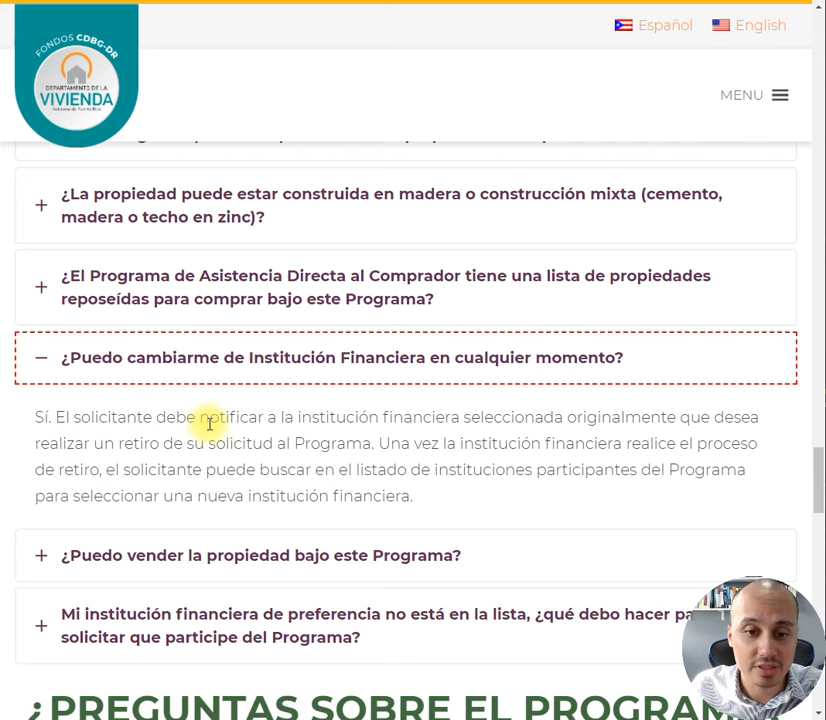 Español English
FONDOS CDBG-DR
DEPARTAMENTO DE LA
VIVIENDA
MENU
¿La propiedad puede estar construida en madera o construcción mixta (cemento,
madera o techo en zinc)?
¿El Programa de Asistencia Directa al Comprador tiene una lista de propiedades
reposeídas para comprar bajo este Programa?
¿Puedo cambiarme de Institución Financiera en cualquier momento?
Sí. El solicitante debe notificar a la institución financiera seleccionada originalmente que desea
realizar un retiro de su solicitud al Programa. Una vez la institución financiera realice el proceso
de retiro, el solicitante puede buscar en el listado de instituciones participantes del Programa
para seleccionar una nueva institución financiera.
¿Puedo vender la propiedad bajo este Programa?
Mi institución financiera de preferencia no está en la lista, ¿qué debo hacer
solicitar que participe del Programa?
¿PREGUNTAS SOBRE EL